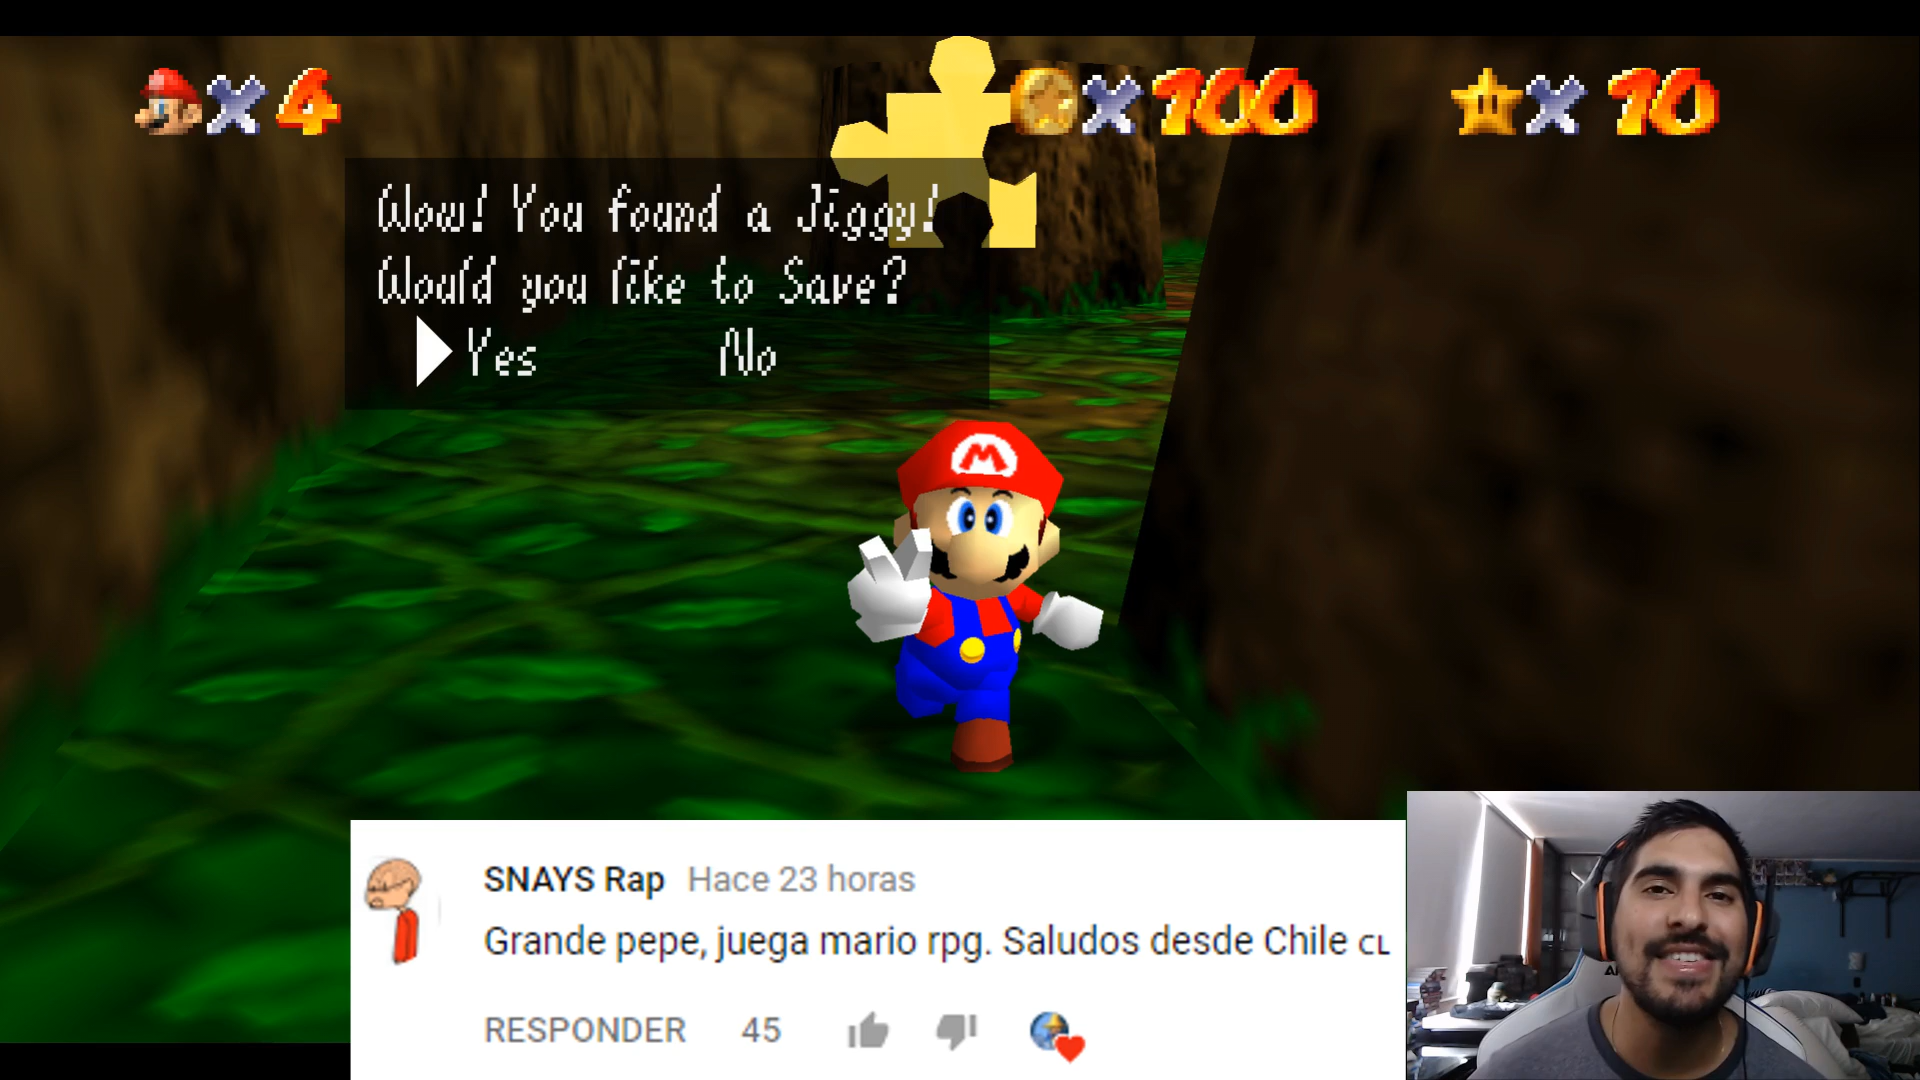 x 4
x 100
x 10
Wow! You found a Jiggy!
Would you like to Save?
Yes No
M
SNAYS Rap Hace 23 horas
Grande pepe, juega mario rpg. Saludos desde Chile CL
RESPONDER 45